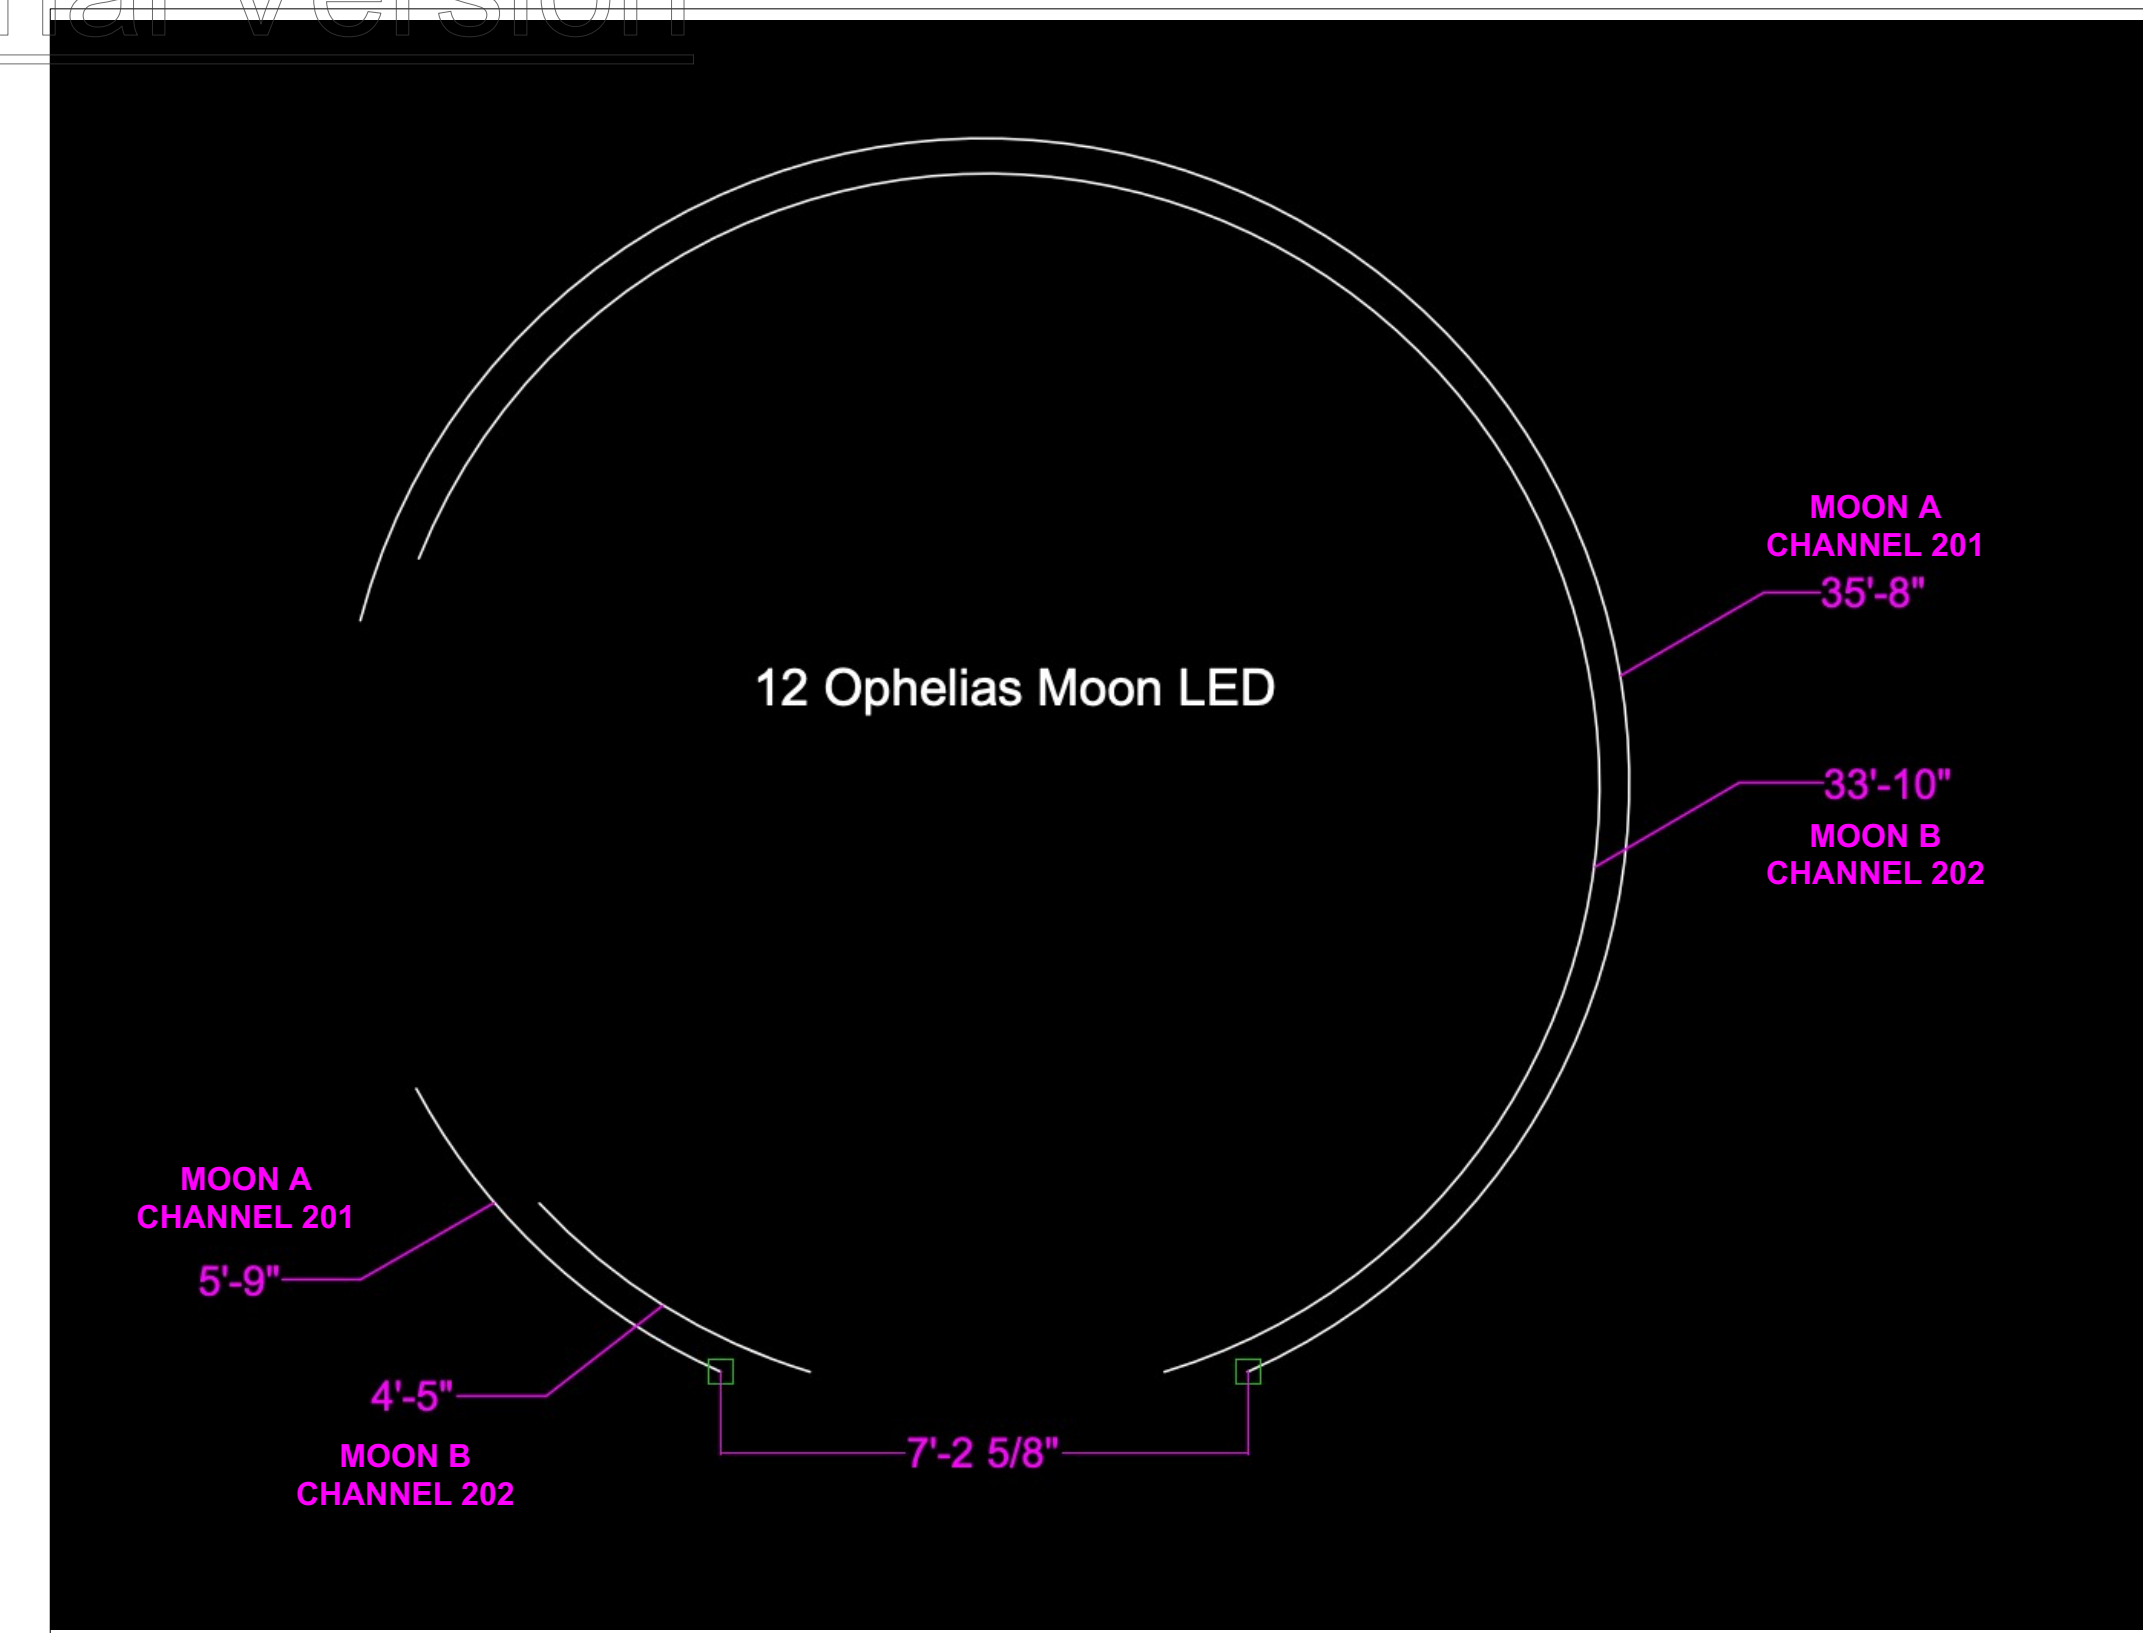 12 Ophelias Moon LED
MOON A
CHANNEL 201
35'-8"
33'-10"
MOON B
CHANNEL 202
MOON A
CHANNEL 201
5'-9"
4'-5"
MOON B
CHANNEL 202
7'-2 5/8"